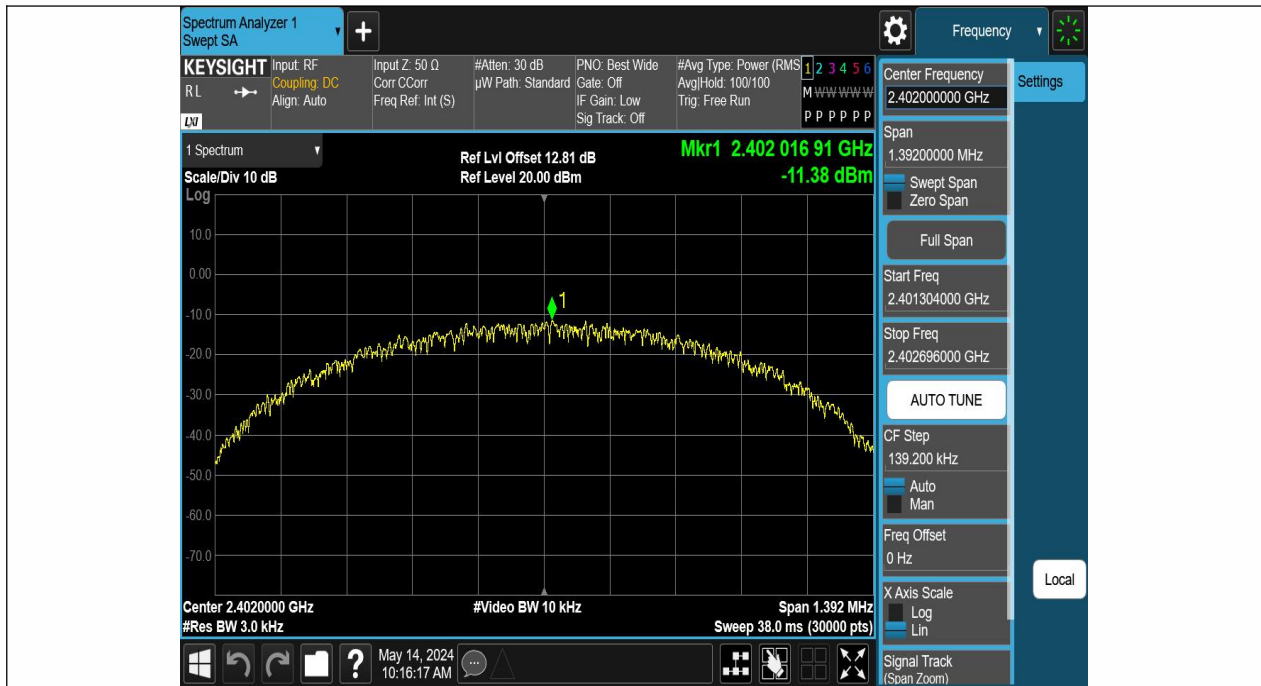 Spectrum Analyzer 1
Swept SA
+
Frequency
KEYSIGHT
RL
LXI
Input: RF
Coupling: DC
Align: Auto
Input Z: 50 Ω
Corr CCorr
Freq Ref: Int (S)
#Atten: 30 dB
µW Path: Standard
PNO: Best Wide
Gate: Off
IF Gain: Low
Sig Track: Off
#Avg Type: Power (RMS
Avg|Hold: 100/100
Trig: Free Run
1 2 3 4 5 6
M W W W W W
P P P P P P
1 Spectrum
Scale/Div 10 dB
Log
Ref Lvl Offset 12.81 dB
Ref Level 20.00 dBm
Mkr1 2.402 016 91 GHz
-11.38 dBm
10.0
0.00
-10.0
-20.0
-30.0
-40.0
-50.0
-60.0
-70.0
1
Center 2.4020000 GHz
#Res BW 3.0 kHz
#Video BW 10 kHz
Span 1.392 MHz
Sweep 38.0 ms (30000 pts)
Center Frequency
2.402000000 GHz
Settings
Span
1.39200000 MHz
Swept Span
Zero Span
Full Span
Start Freq
2.401304000 GHz
Stop Freq
2.402696000 GHz
AUTO TUNE
CF Step
139.200 kHz
Auto
Man
Freq Offset
0 Hz
X Axis Scale
Log
Lin
Local
Signal Track
(Span Zoom)
?
May 14, 2024
10:16:17 AM